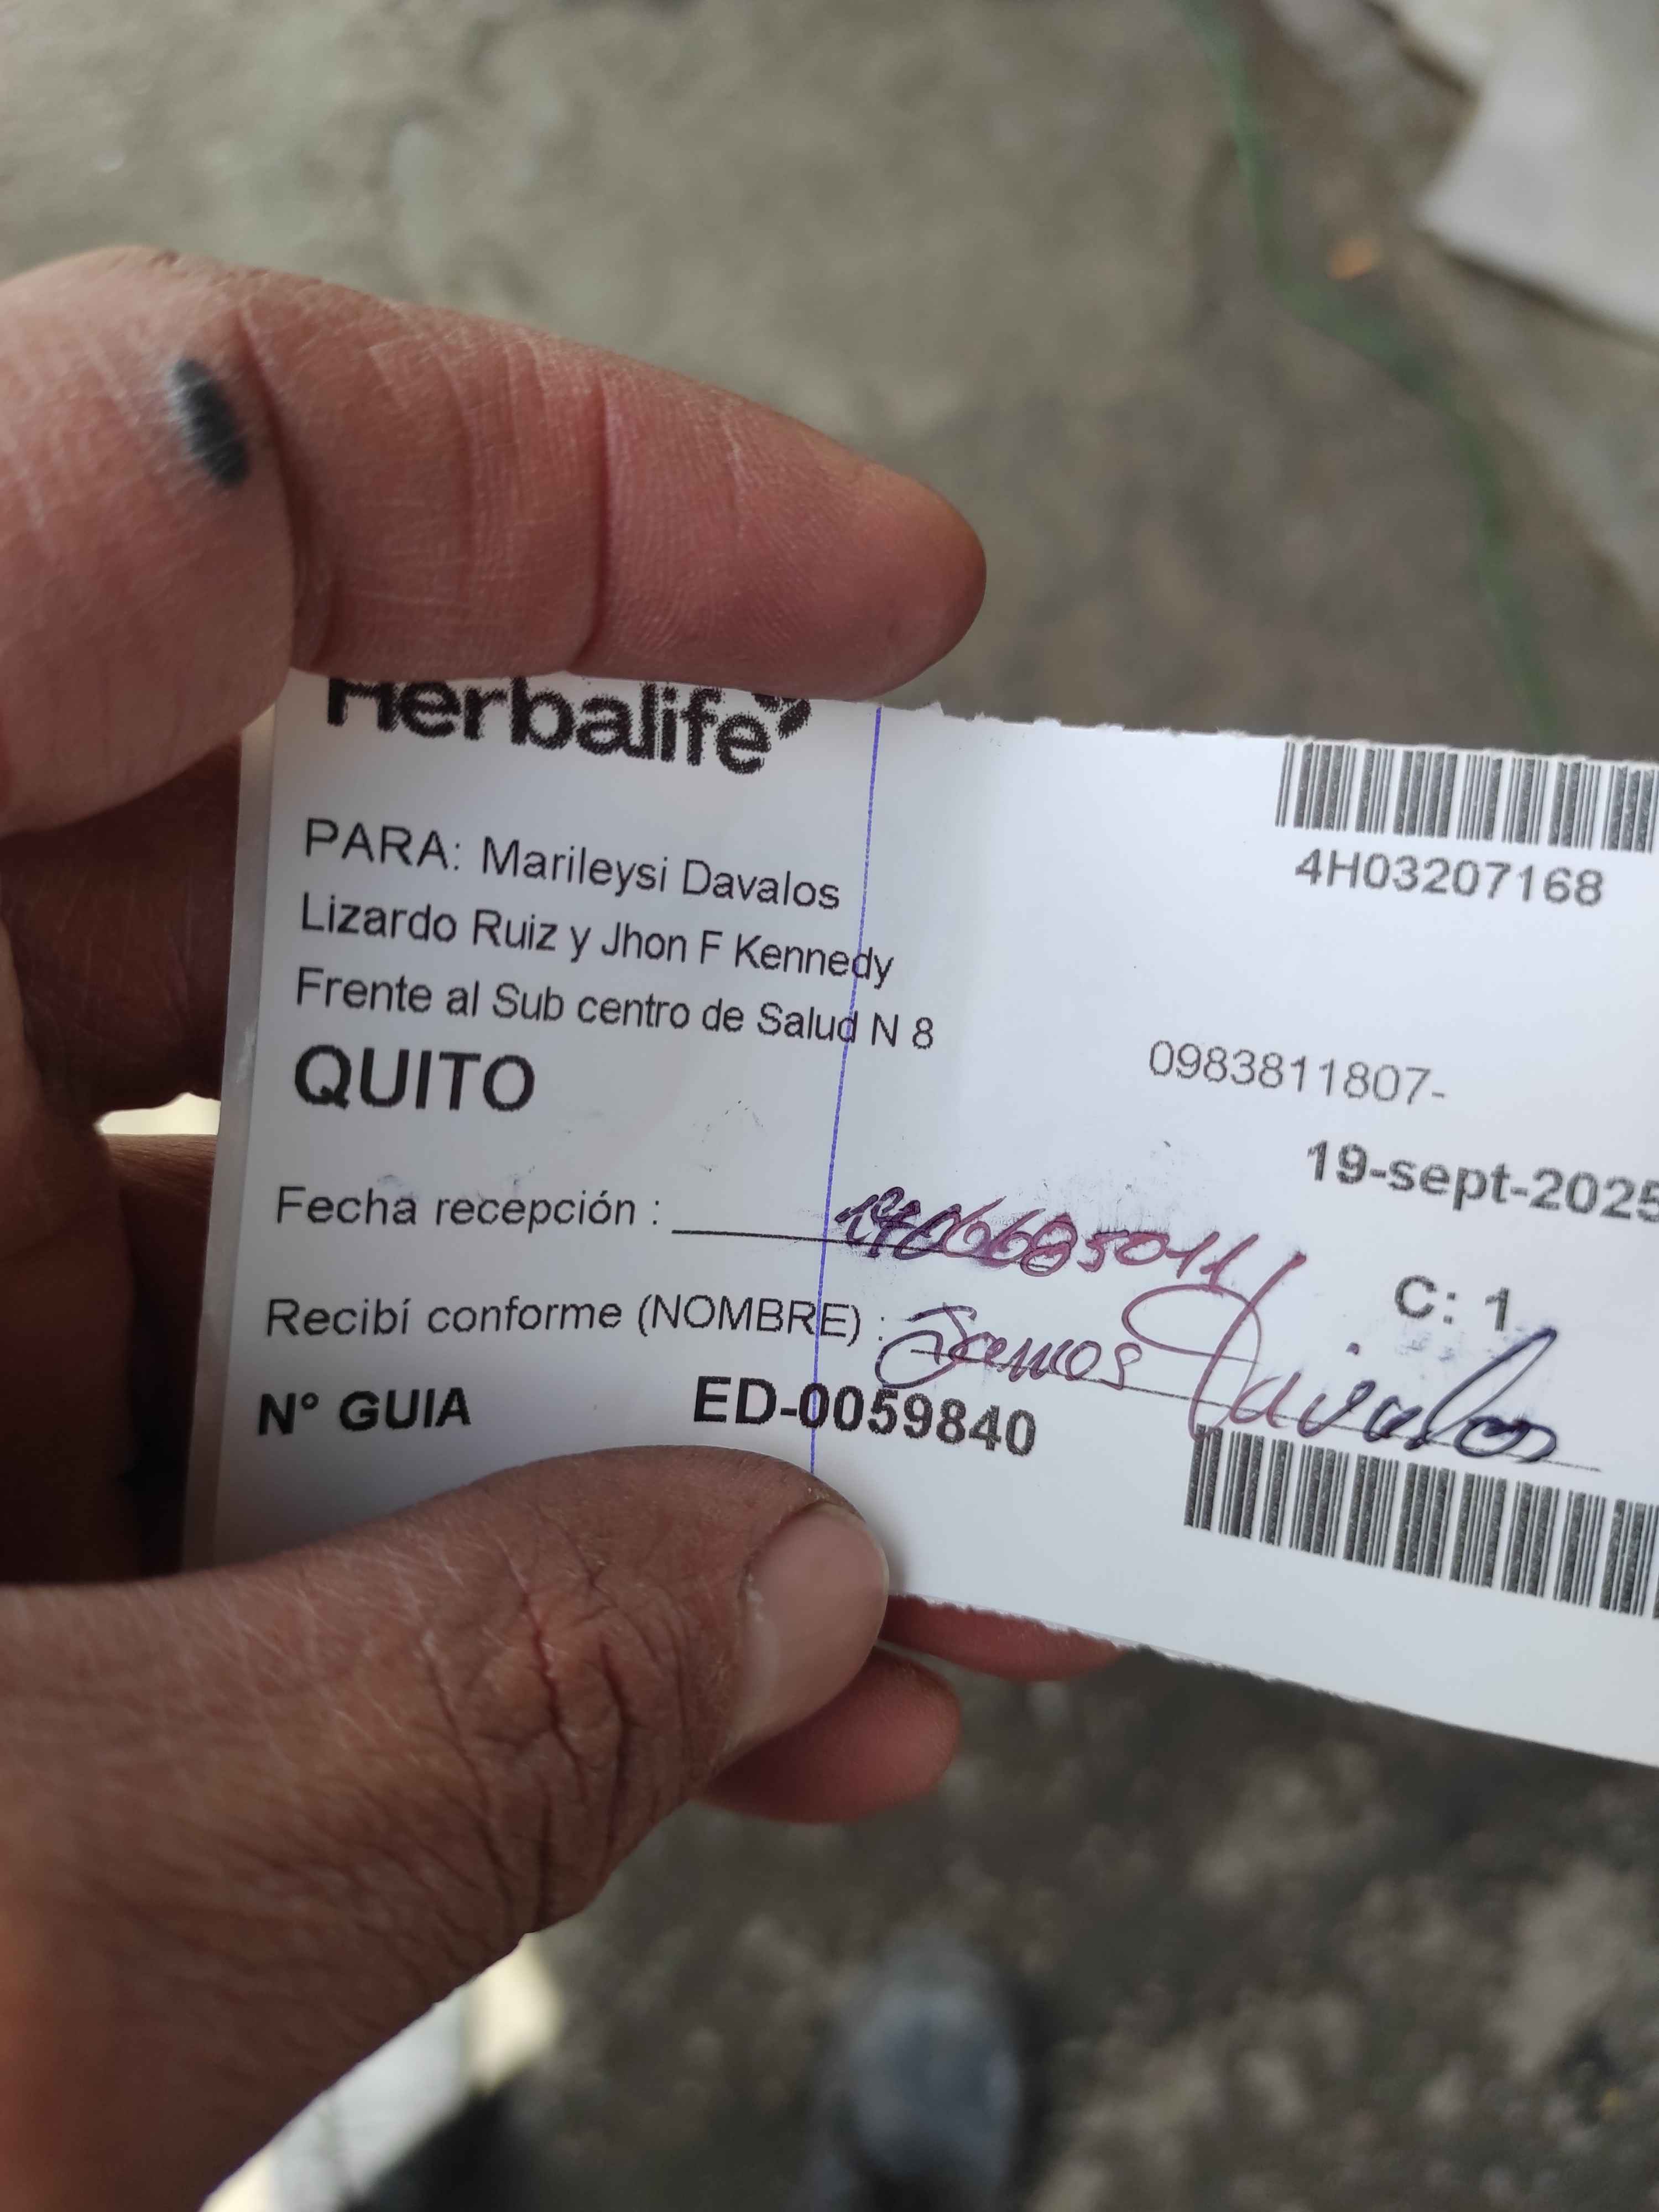 Herbalife
4H03207168
PARA: Marileysi Davalos
Lizardo Ruiz y Jhon F Kennedy
Frente al Sub centro de Salud N 8
0983811807-
QUITO
19-sept-2025
Fecha recepción :
C: 1
Recibí conforme (NOMBRE) : Davalos
N° GUIA ED-0059840